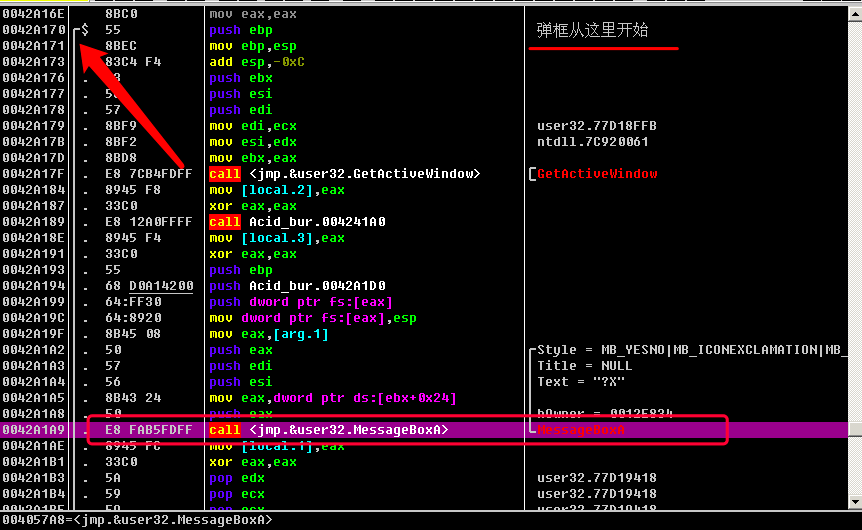 0042A16E 8BC0 mov eax,eax
0042A170 $ 55 push ebp 弹框从这里开始
0042A171 8BEC mov ebp,esp
0042A173 83C4 F4 add esp,-0xC
0042A176 . push ebx
0042A177 . push esi
0042A178 . 57 push edi
0042A179 . 8BF9 mov edi,ecx user32.77D18FFB
0042A17B . 8BF2 mov esi,edx ntdll.7C920061
0042A17D . 8BD8 mov ebx,eax
0042A17F . E8 7CB4FDFF call <jmp.&user32.GetActiveWindow> [GetActiveWindow
0042A184 . 8945 F8 mov [local.2],eax
0042A187 . 33C0 xor eax,eax
0042A189 . E8 12A0FFFF call Acid_bur.004241A0
0042A18E . 8945 F4 mov [local.3],eax
0042A191 . 33C0 xor eax,eax
0042A193 . 55 push ebp
0042A194 . 68 D0A14200 push Acid_bur.0042A1D0
0042A199 . 64:FF30 push dword ptr fs:[eax]
0042A19C . 64:8920 mov dword ptr fs:[eax],esp
0042A19F . 8B45 08 mov eax,[arg.1]
0042A1A2 . 50 push eax Style = MB_YESNO|MB_ICONEXCLAMATION|MB_
0042A1A3 . 57 push edi Title = NULL
0042A1A4 . 56 push esi Text = "?X"
0042A1A5 . 8B43 24 mov eax,dword ptr ds:[ebx+0x24]
0042A1A8 . 50 push eax hOwner = 0012E834
0042A1A9 . E8 FAB5FDFF call <jmp.&user32.MessageBoxA> MessageBoxA
0042A1AE . 8945 FC mov [local.1],eax
0042A1B1 . 33C0 xor eax,eax
0042A1B3 . 5A pop edx user32.77D19418
0042A1B4 . 59 pop ecx user32.77D19418
0042A1B5 . 59 pop ecx user32.77D19418
004057A8=<jmp.&user32.MessageBoxA>